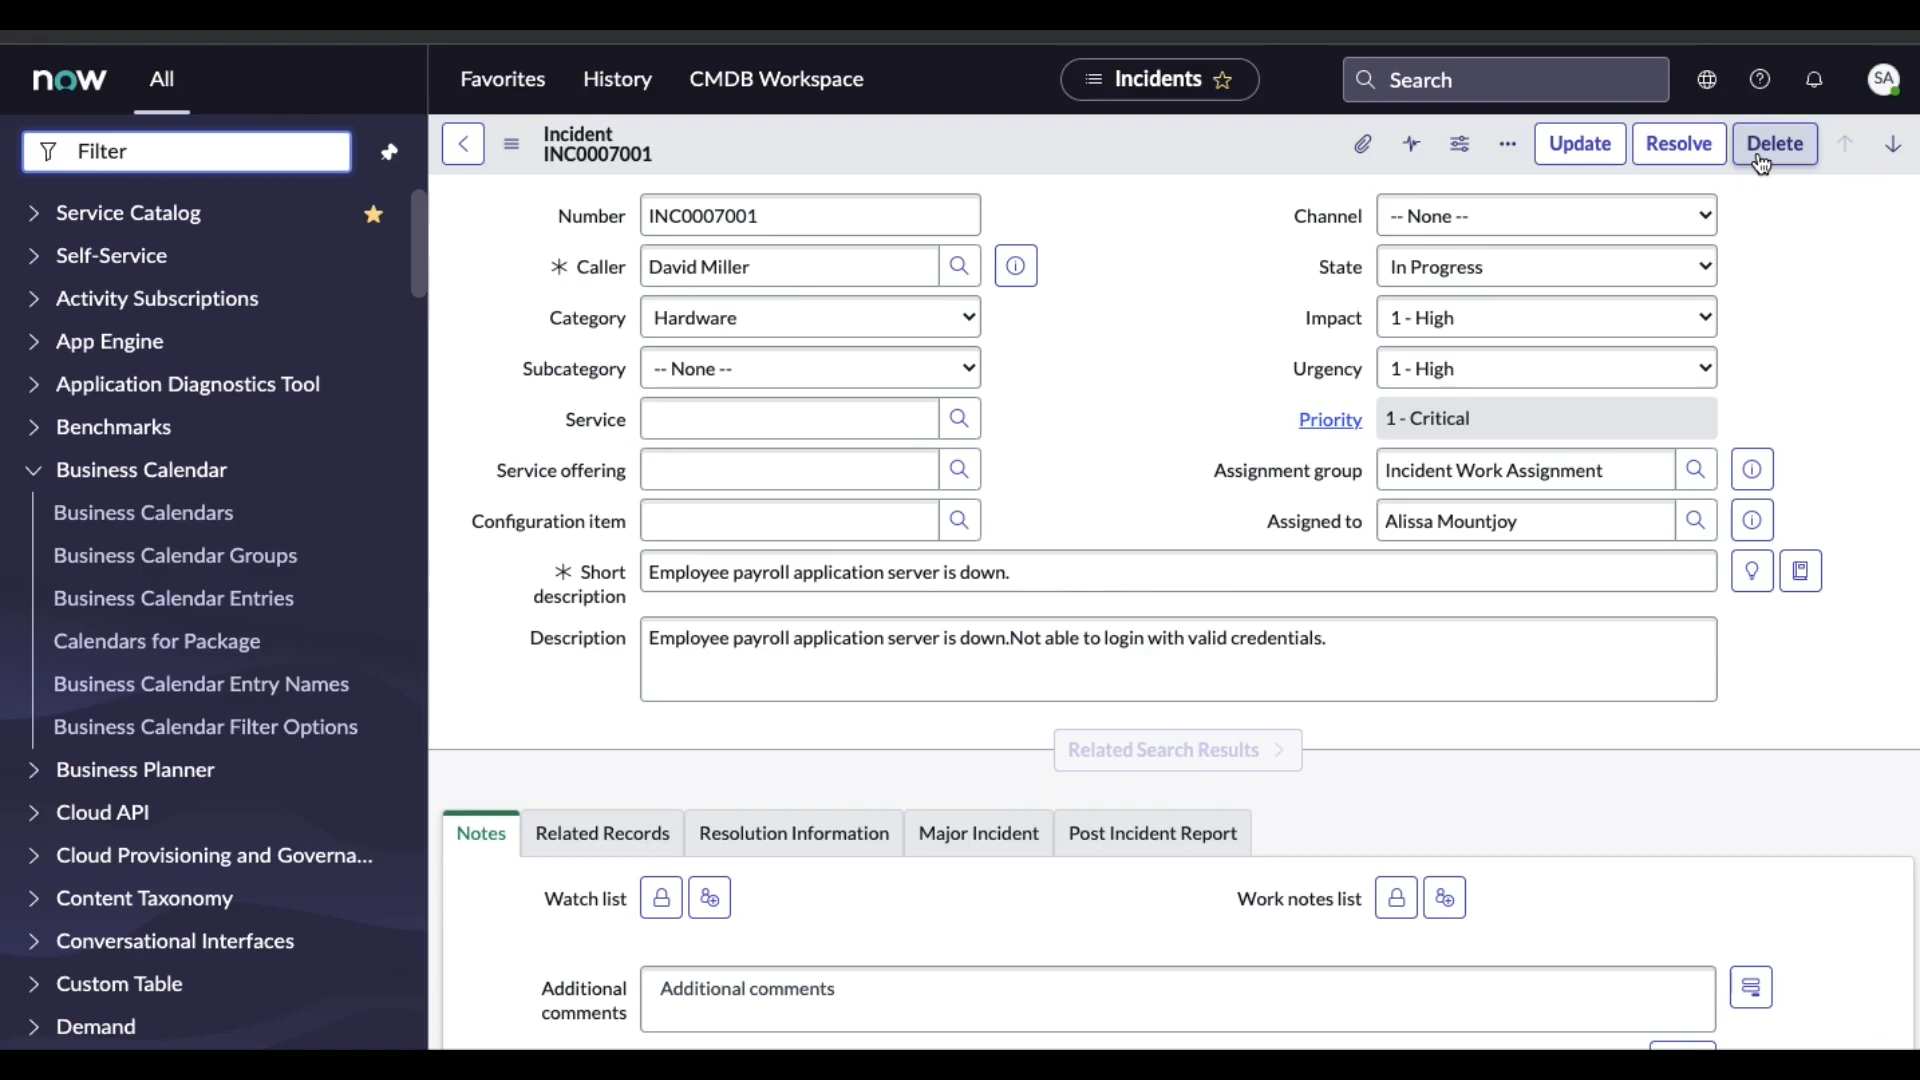 now
All
Favorites
History
CMDB Workspace
Incidents
Search
SA
Filter
Service Catalog
Self-Service
Activity Subscriptions
App Engine
Application Diagnostics Tool
Benchmarks
Business Calendar
Business Calendars
Business Calendar Groups
Business Calendar Entries
Calendars for Package
Business Calendar Entry Names
Business Calendar Filter Options
Business Planner
Cloud API
Cloud Provisioning and Governa...
Content Taxonomy
Conversational Interfaces
Custom Table
Demand
Incident
INC0007001
Update
Resolve
Delete
Number INC0007001
Caller David Miller
Category Hardware
Subcategory -- None --
Service
Service offering
Configuration item
Channel -- None --
State In Progress
Impact 1 - High
Urgency 1 - High
Priority 1 - Critical
Assignment group Incident Work Assignment
Assigned to Alissa Mountjoy
Short
description
Employee payroll application server is down.
Description Employee payroll application server is down.Not able to login with valid credentials.
Related Search Results
Notes
Related Records
Resolution Information
Major Incident
Post Incident Report
Watch list
Work notes list
Additional
comments
Additional comments